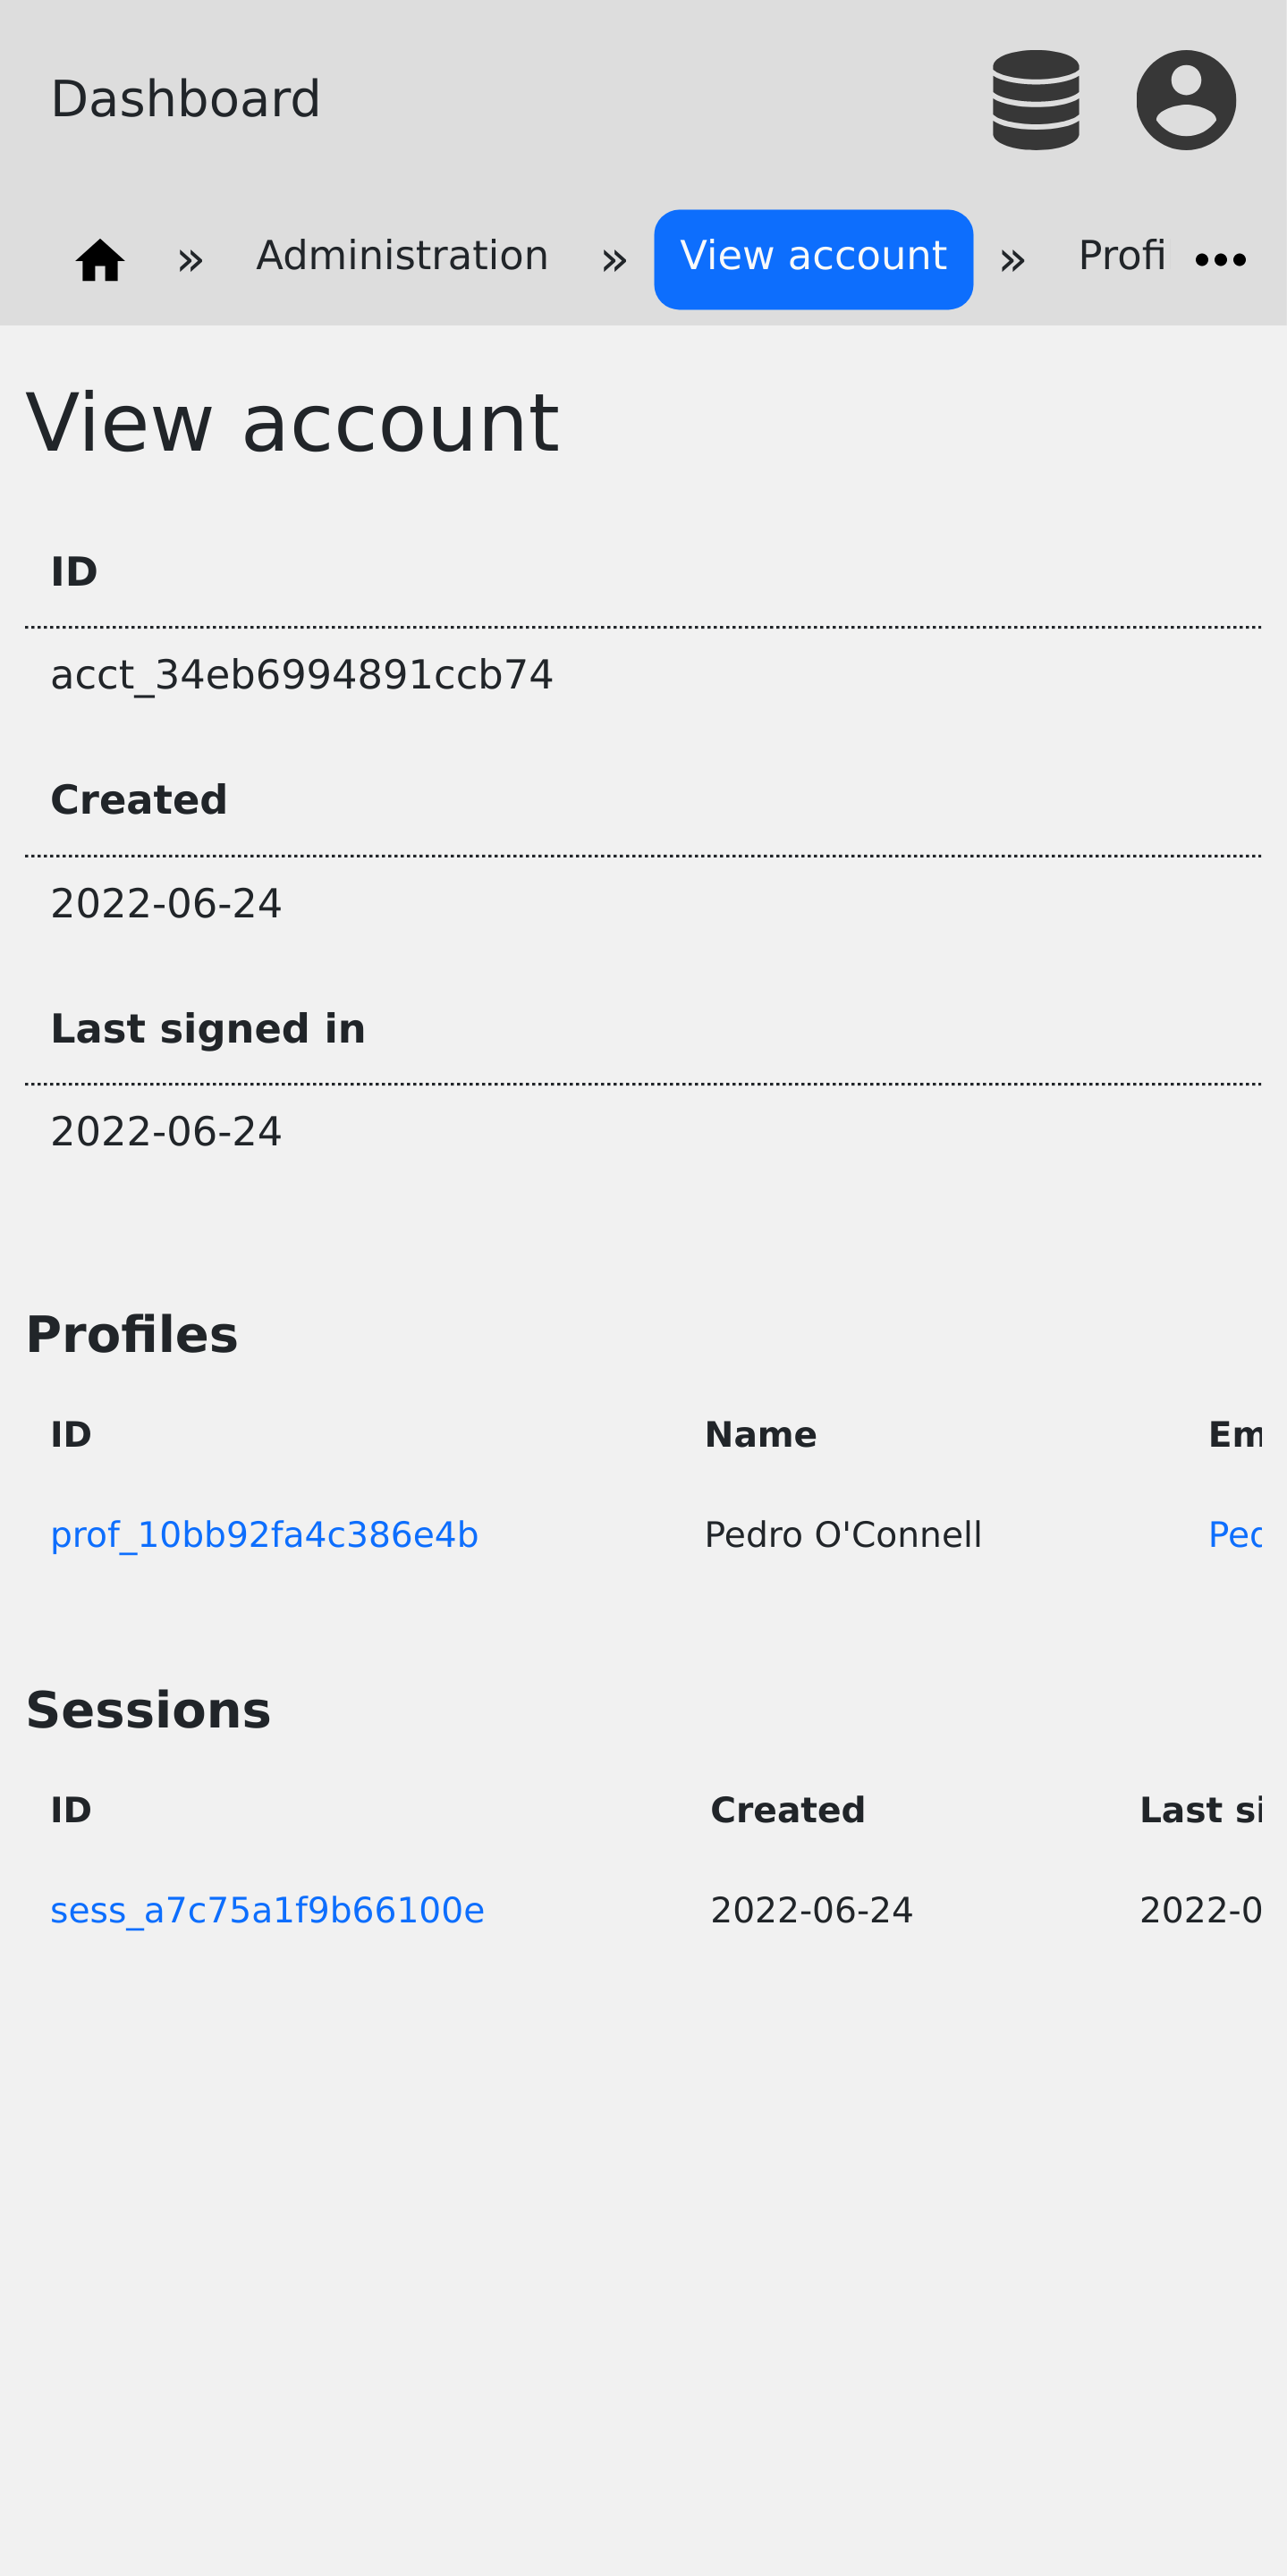 Dashboard
» Administration » View account » Profi
View account
ID
acct_34eb6994891ccb74
Created
2022-06-24
Last signed in
2022-06-24
Profiles
ID Name Em
prof_10bb92fa4c386e4b Pedro O'Connell Ped
Sessions
ID Created Last si
sess_a7c75a1f9b66100e 2022-06-24 2022-0